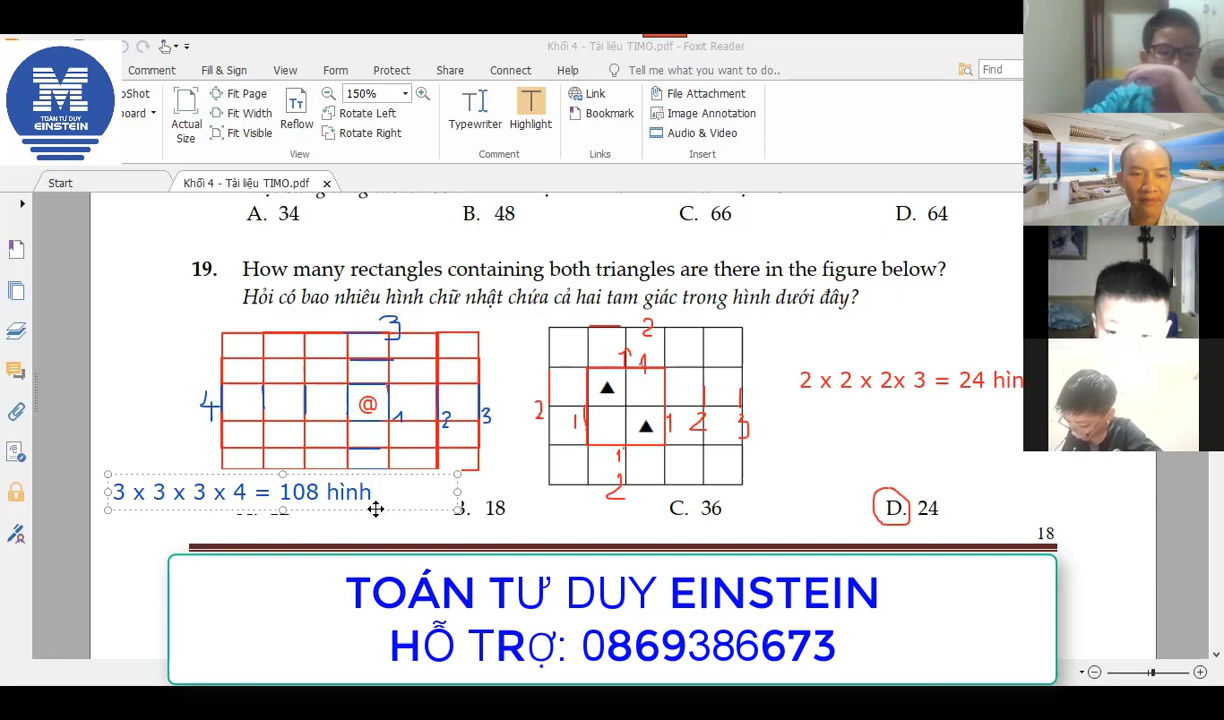 Khối 4 - Tài liệu TIMO.pdf - Foxit Reader
M
TOÁN TƯ DUY
EINSTEIN
Comment Fill & Sign View Form Protect Share Connect Help Tell me what you want to do.. Find
Actual Size
Fit Page
Fit Width
Fit Visible
Reflow
150%
Rotate Left
Rotate Right
View
Typewriter
Highlight
Comment
Link
Bookmark
Links
File Attachment
Image Annotation
Audio & Video
Insert
Start
Khối 4 - Tài liệu TIMO.pdf
A. 34 B. 48 C. 66 D. 64
19. How many rectangles containing both triangles are there in the figure below?
Hỏi có bao nhiêu hình chữ nhật chứa cả hai tam giác trong hình dưới đây?
3
4 @ 1 2 3
2
1
2 1 1 2 3
1
2
2 x 2 x 2x 3 = 24 hìn
3 x 3 x 3 x 4 = 108 hình
18 C. 36 D. 24
18
TOÁN TƯ DUY EINSTEIN
HỖ TRỢ: 0869386673